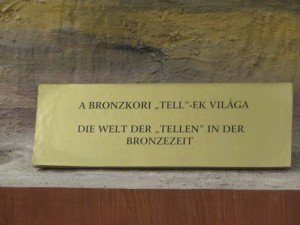 A BRONZKORI „TELL”-EK VILÁGA
DIE WELT DER „TELLEN” IN DER
BRONZEZEIT